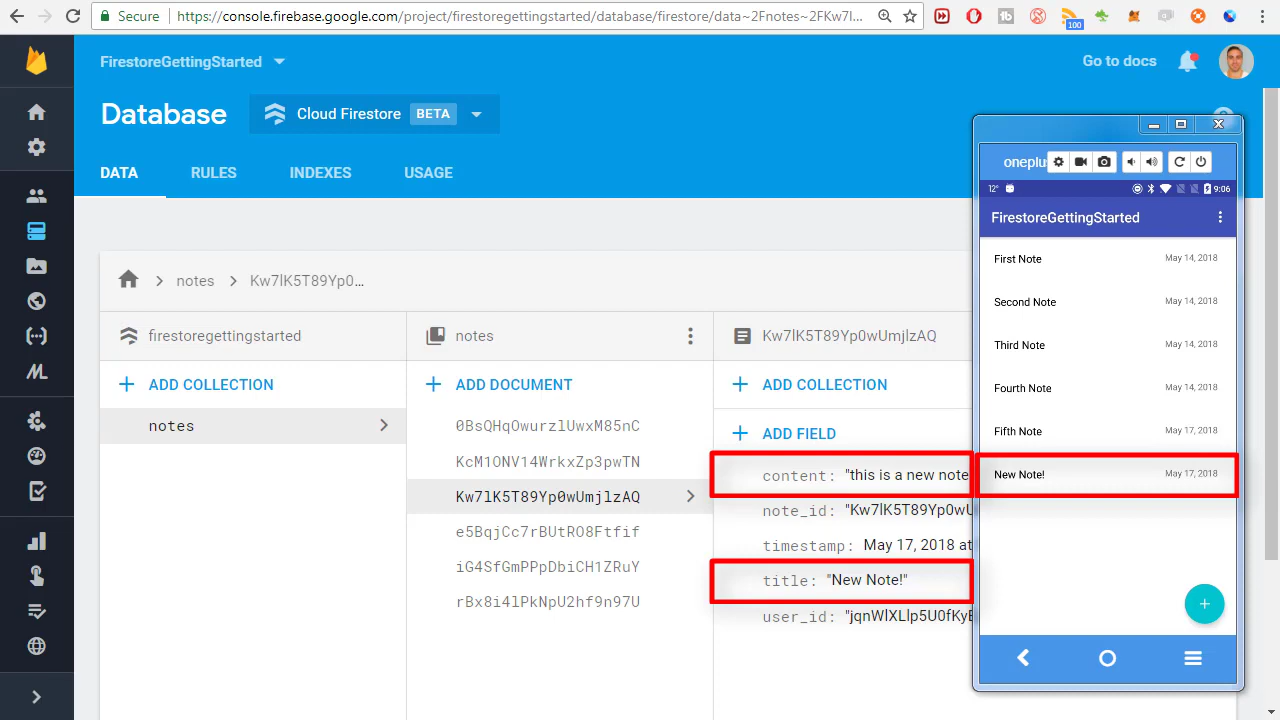 Secure
https://console.firebase.google.com/project/firestoregettingstarted/database/firestore/data~2Fnotes~2FKw7l...
100
FirestoreGettingStarted
Go to docs
Database
Cloud Firestore BETA
DATA
RULES
INDEXES
USAGE
notes
Kw7lK5T89Yp0...
firestoregettingstarted
notes
Kw7lK5T89Yp0wUmjlzAQ
ADD COLLECTION
ADD DOCUMENT
ADD COLLECTION
notes
0BsQHqOwurzlUwxM85nC
KcM1ONV14WrkxZp3pwTN
Kw7lK5T89Yp0wUmjlzAQ
e5BqjCc7rBUtRO8Ftfif
iG4SfGmPPpDbiCH1ZRuY
rBx8i4lPkNpU2hf9n97U
ADD FIELD
content: "this is a new note
note_id: "Kw7lK5T89Yp0wU
timestamp: May 17, 2018 at
title: "New Note!"
user_id: "jqnWlXLlp5U0fKyE
oneplus
12°
9:06
FirestoreGettingStarted
First Note May 14, 2018
Second Note May 14, 2018
Third Note May 14, 2018
Fourth Note May 14, 2018
Fifth Note May 17, 2018
New Note! May 17, 2018